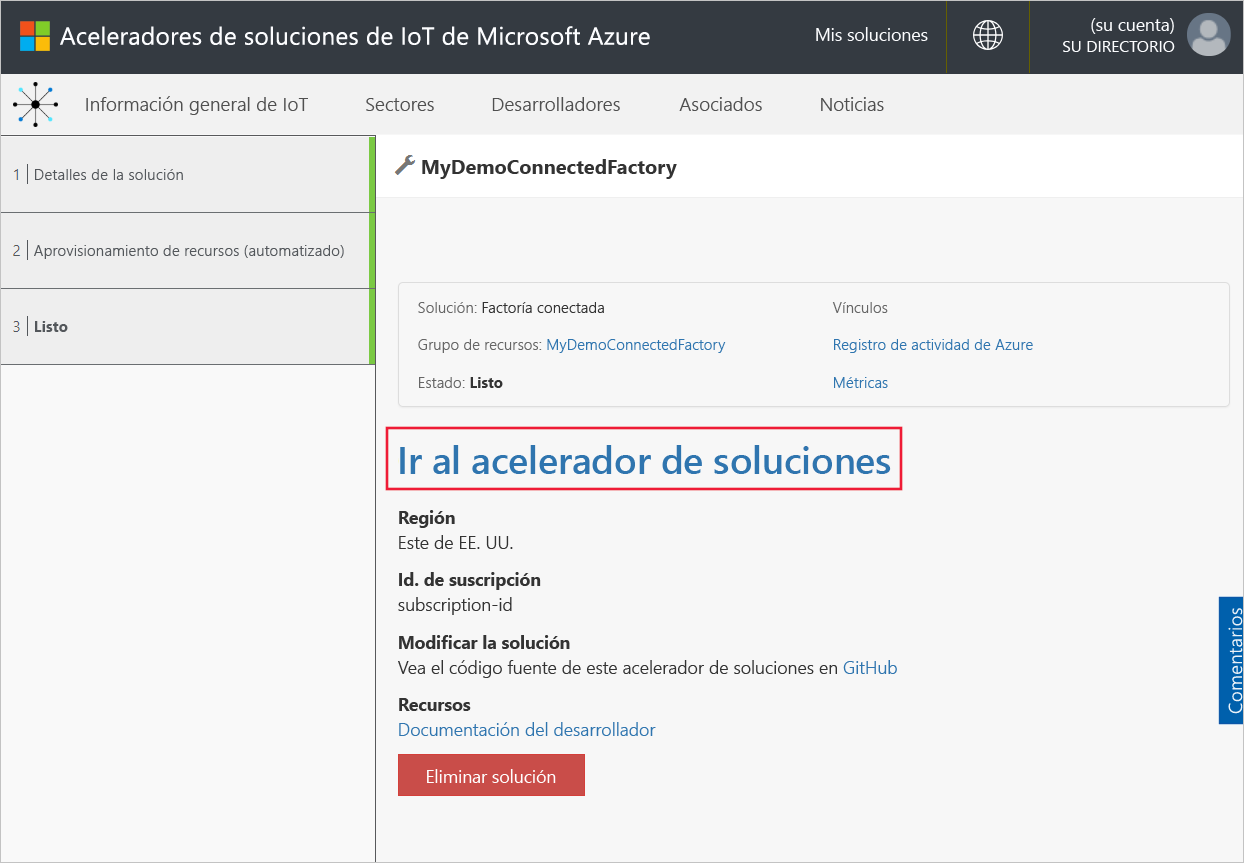 Aceleradores de soluciones de IoT de Microsoft Azure
Mis soluciones
(su cuenta)
SU DIRECTORIO
Información general de IoT
Sectores
Desarrolladores
Asociados
Noticias
1 Detalles de la solución
2 Aprovisionamiento de recursos (automatizado)
3 Listo
MyDemoConnectedFactory
Solución: Factoría conectada
Grupo de recursos: MyDemoConnectedFactory
Estado: Listo
Vínculos
Registro de actividad de Azure
Métricas
Ir al acelerador de soluciones
Región
Este de EE. UU.
Id. de suscripción
subscription-id
Modificar la solución
Vea el código fuente de este acelerador de soluciones en GitHub
Recursos
Documentación del desarrollador
Eliminar solución
Comentarios